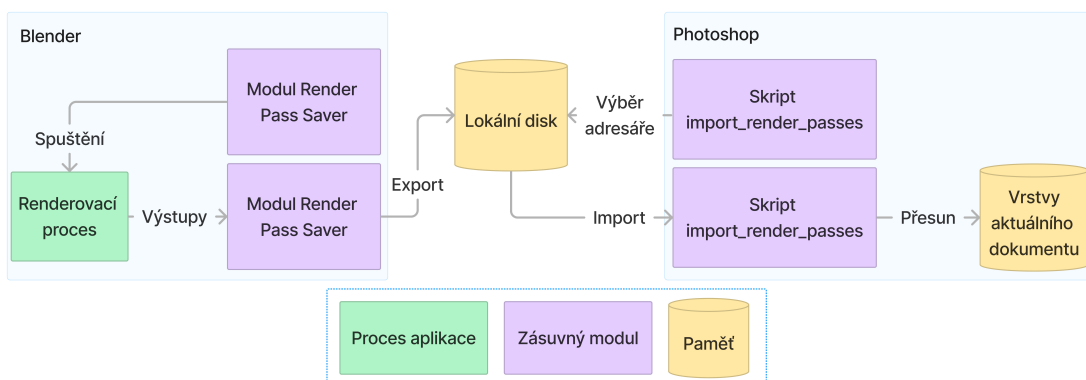 Blender
Modul Render
Pass Saver
Spuštění
Renderovací
proces
Výstupy
Modul Render
Pass Saver
Export
Lokální disk
Výběr
adresáře
Photoshop
Skript
import_render_passes
Import
Skript
import_render_passes
Přesun
Vrstvy
aktuálního
dokumentu
Proces aplikace
Zásuvný modul
Paměť